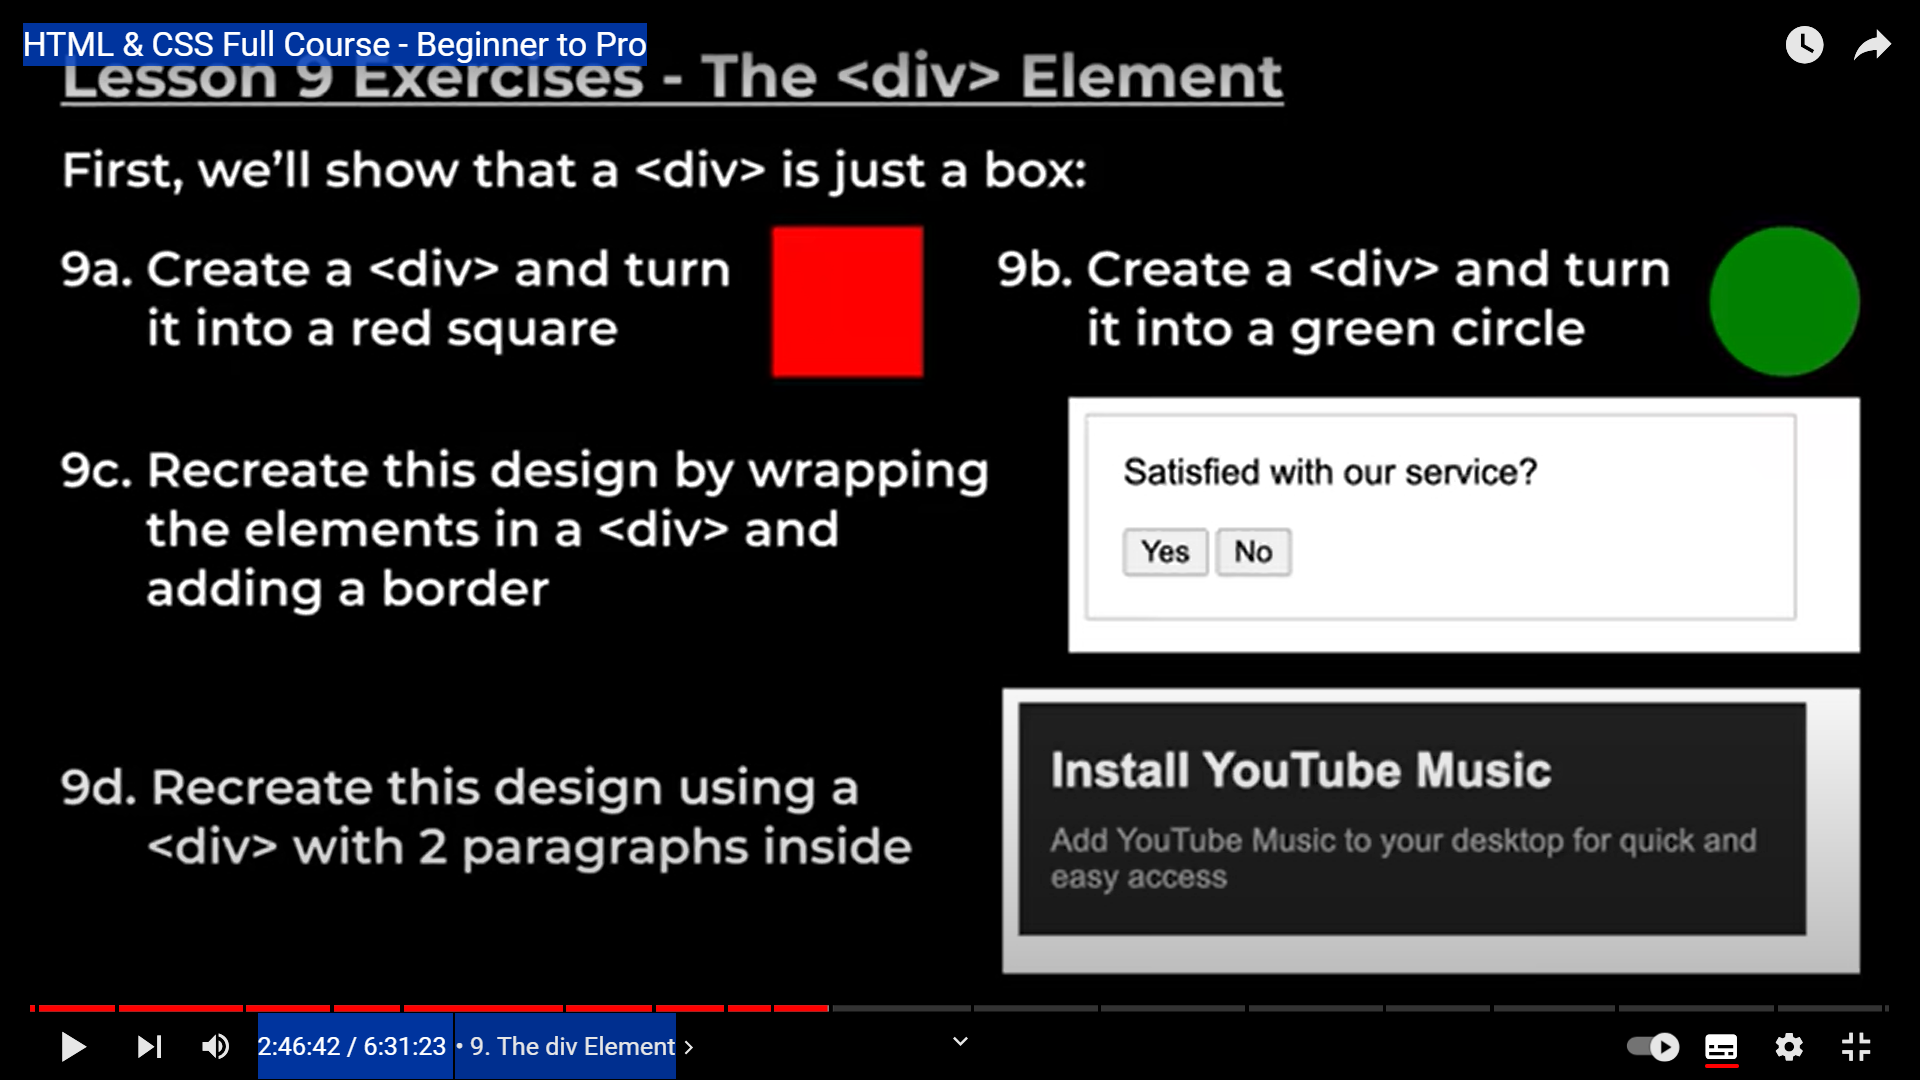 HTML & CSS Full Course - Beginner to Pro
Lesson 9 Exercises - The <div> Element
First, we'll show that a <div> is just a box:
9a. Create a <div> and turn
it into a red square
9b. Create a <div> and turn
it into a green circle
9c. Recreate this design by wrapping
the elements in a <div> and
adding a border
Satisfied with our service?
Yes No
9d. Recreate this design using a
<div> with 2 paragraphs inside
Install YouTube Music
Add YouTube Music to your desktop for quick and
easy access
2:46:42 / 6:31:23 • 9. The div Element